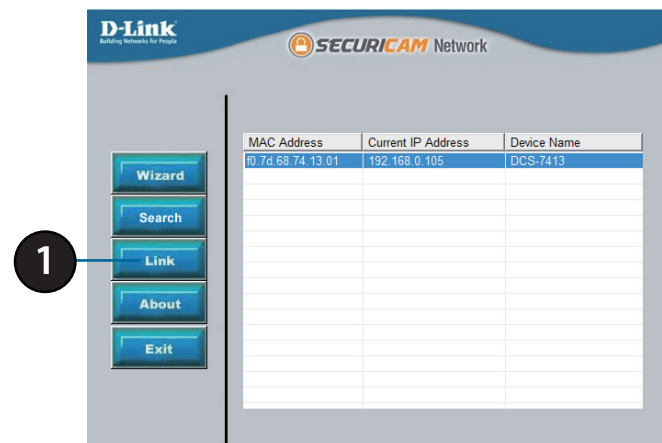 D-Link
Building Networks for People
SECURICAM Network
MAC Address Current IP Address Device Name
f0.7d.68.74.13.01 192.168.0.105 DCS-7413
Wizard
Search
1
Link
About
Exit